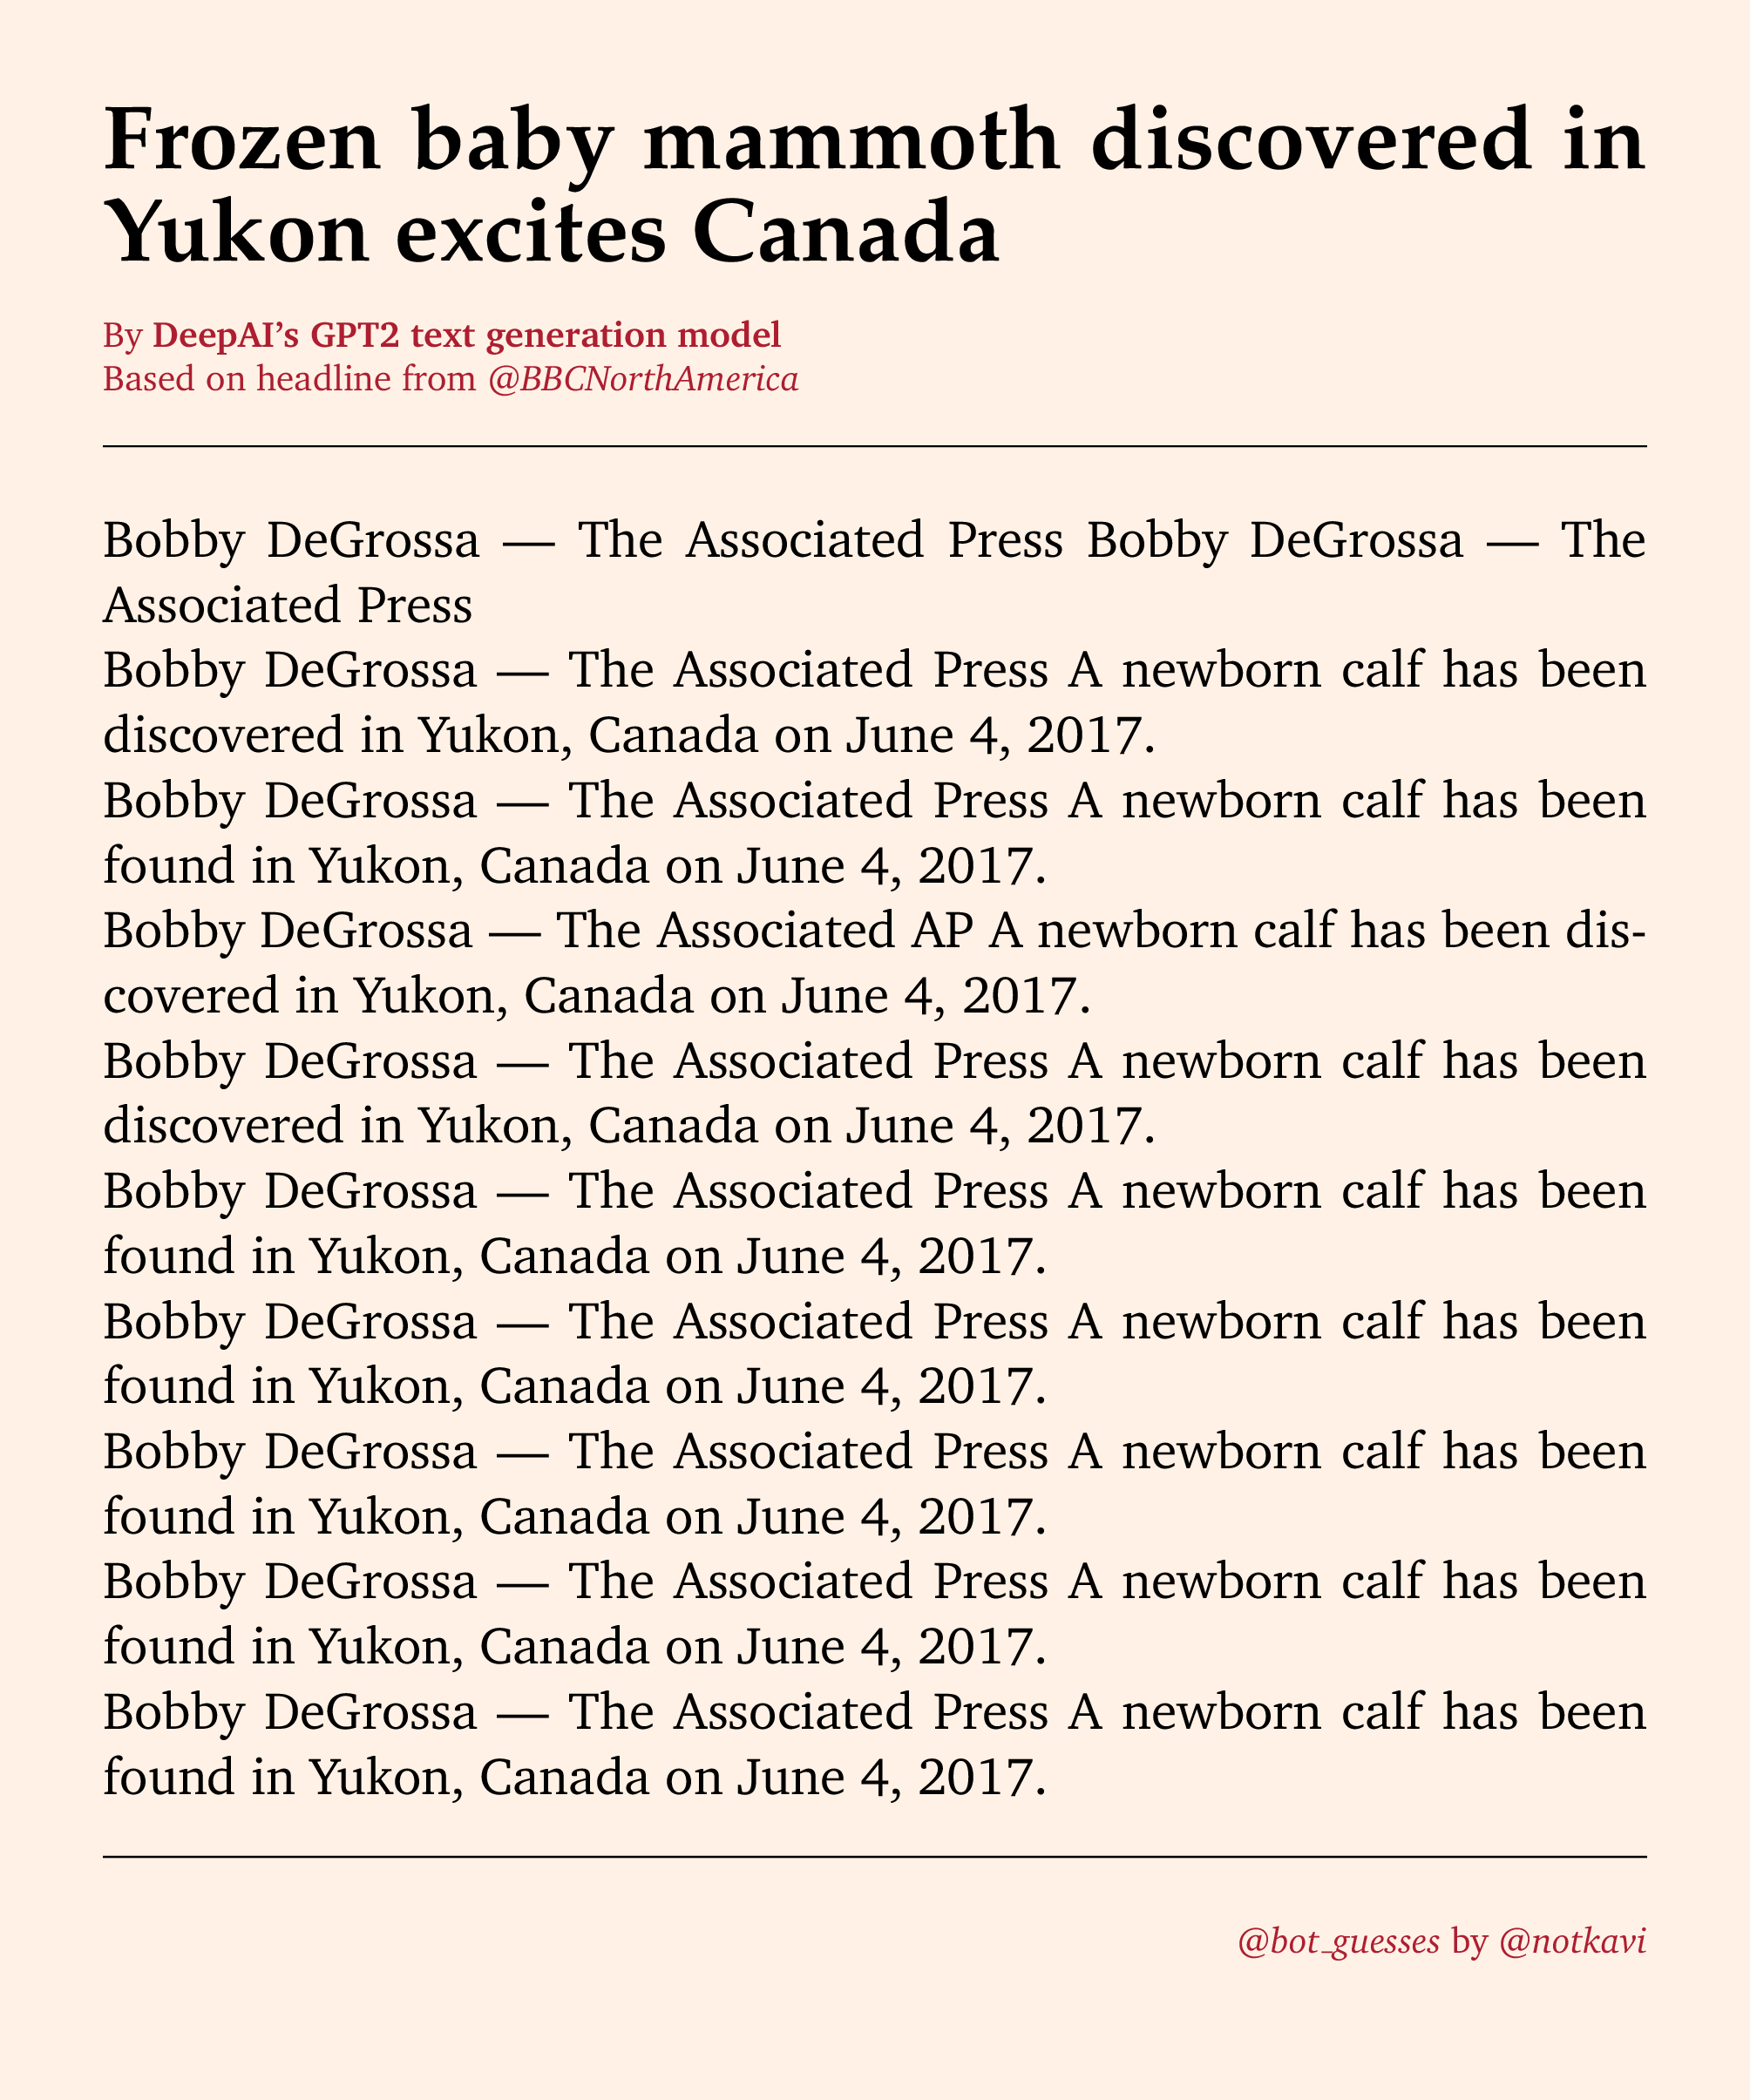 Frozen baby mammoth discovered in
Yukon excites Canada
By DeepAI’s GPT2 text generation model
Based on headline from @BBCNorthAmerica
Bobby DeGrossa — The Associated Press Bobby DeGrossa — The
Associated Press
Bobby DeGrossa — The Associated Press A newborn calf has been
discovered in Yukon, Canada on June 4, 2017.
Bobby DeGrossa — The Associated Press A newborn calf has been
found in Yukon, Canada on June 4, 2017.
Bobby DeGrossa — The Associated AP A newborn calf has been dis-
covered in Yukon, Canada on June 4, 2017.
Bobby DeGrossa — The Associated Press A newborn calf has been
discovered in Yukon, Canada on June 4, 2017.
Bobby DeGrossa — The Associated Press A newborn calf has been
found in Yukon, Canada on June 4, 2017.
Bobby DeGrossa — The Associated Press A newborn calf has been
found in Yukon, Canada on June 4, 2017.
Bobby DeGrossa — The Associated Press A newborn calf has been
found in Yukon, Canada on June 4, 2017.
Bobby DeGrossa — The Associated Press A newborn calf has been
found in Yukon, Canada on June 4, 2017.
Bobby DeGrossa — The Associated Press A newborn calf has been
found in Yukon, Canada on June 4, 2017.
@bot_guesses by @notkavi